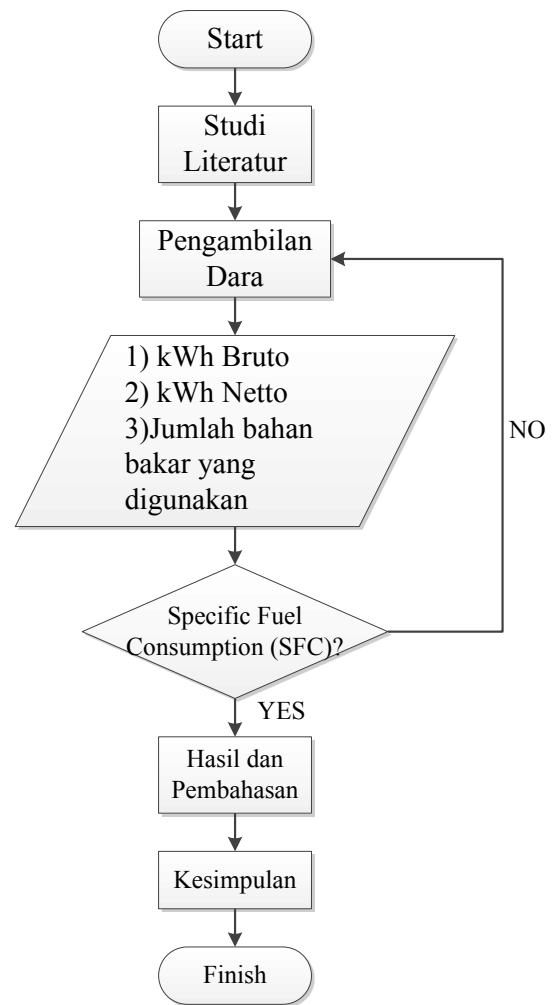 Start
Studi
Literatur
Pengambilan
Dara
1) kWh Bruto
2) kWh Netto
3)Jumlah bahan
bakar yang
digunakan
NO
Specific Fuel
Consumption (SFC)?
YES
Hasil dan
Pembahasan
Kesimpulan
Finish